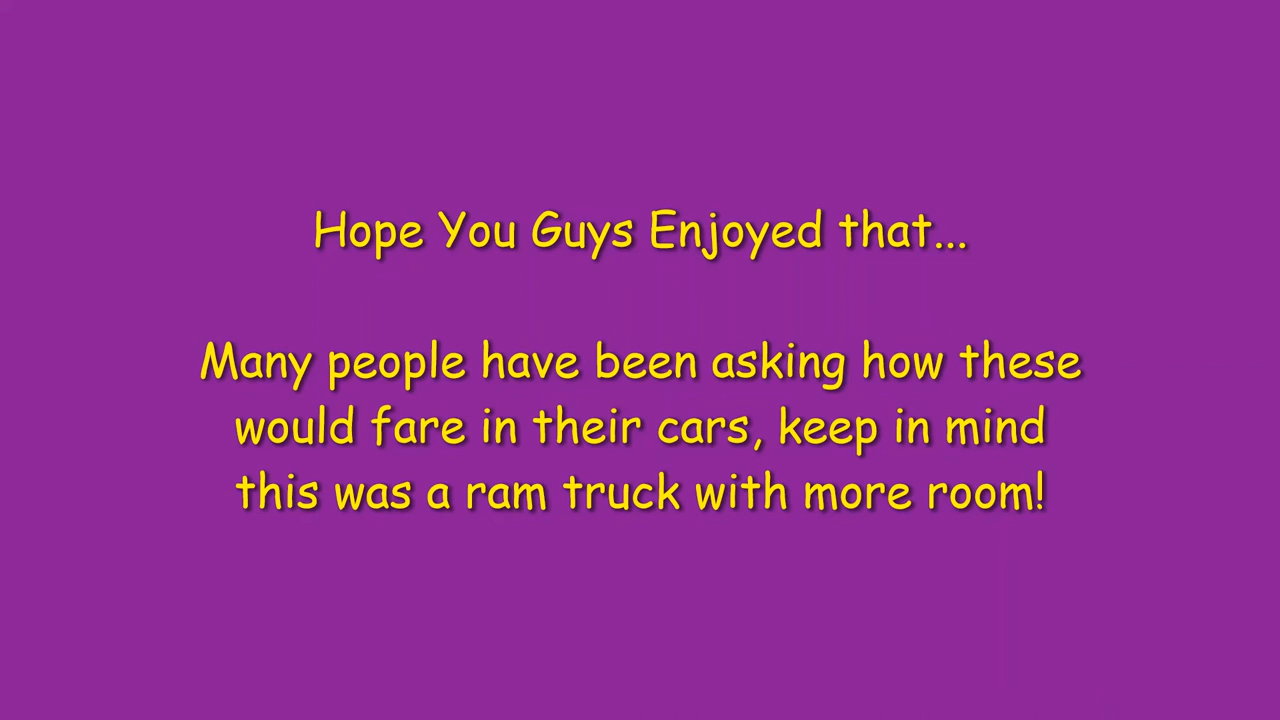 Hope You Guys Enjoyed that...
Many people have been asking how these
would fare in their cars, keep in mind
this was a ram truck with more room!